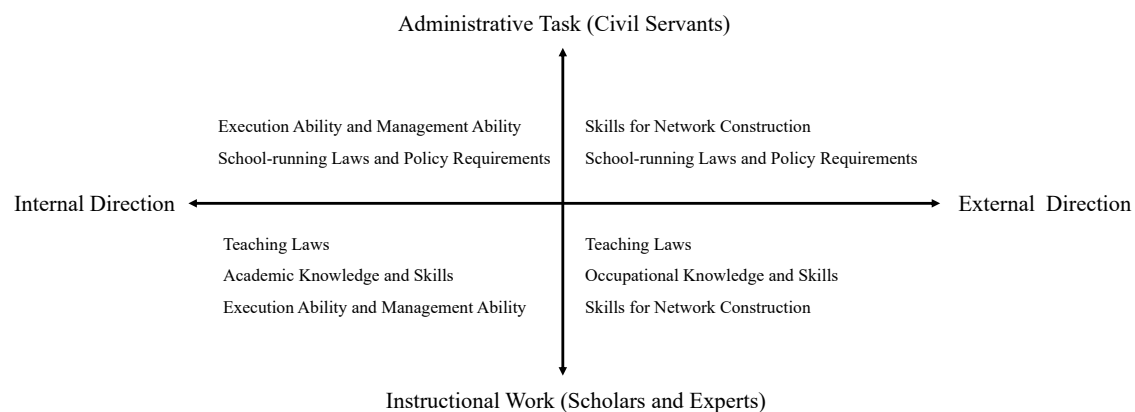 Administrative Task (Civil Servants)
Execution Ability and Management Ability
School-running Laws and Policy Requirements
Skills for Network Construction
School-running Laws and Policy Requirements
Internal Direction
External Direction
Teaching Laws
Academic Knowledge and Skills
Execution Ability and Management Ability
Teaching Laws
Occupational Knowledge and Skills
Skills for Network Construction
Instructional Work (Scholars and Experts)